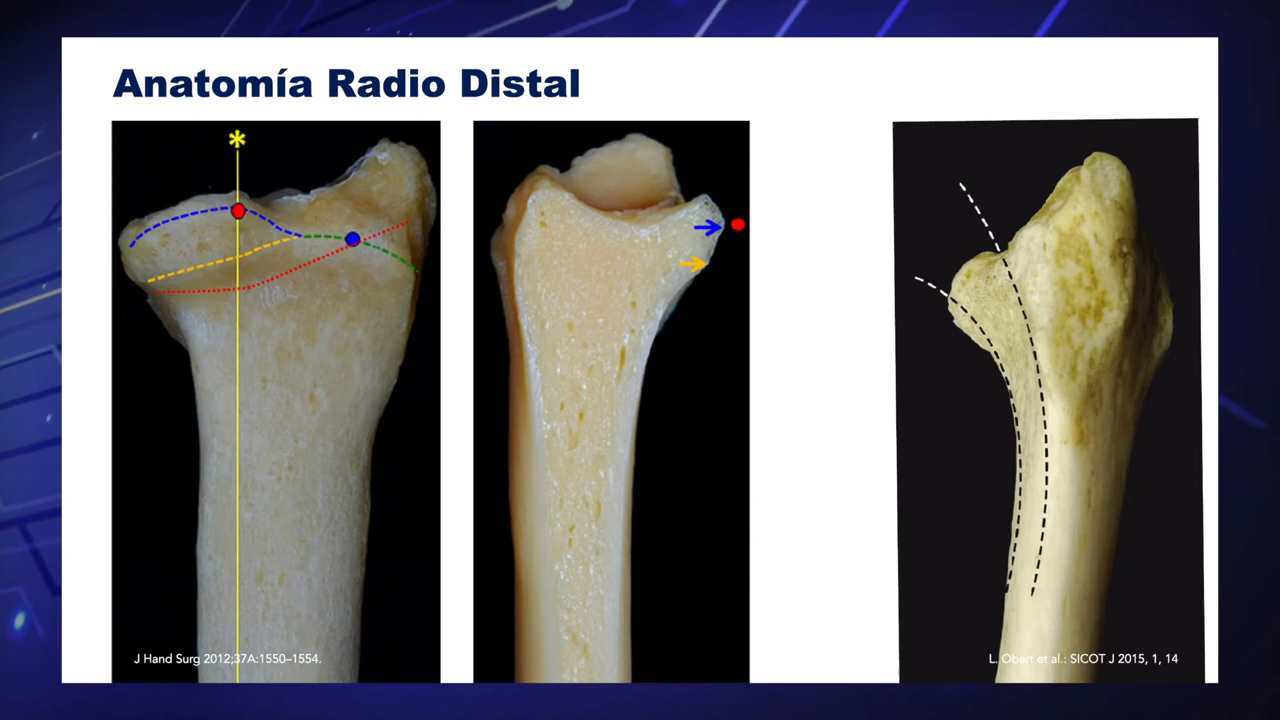 Anatomía Radio Distal
*
J Hand Surg 2012;37A:1550–1554.
L. Obert et al.: SICOT J 2015, 1, 14